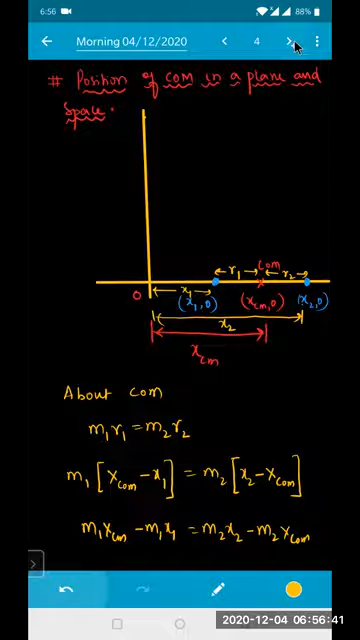 6:56 88%
Morning 04/12/2020 4
# Position of COM in a plane and
Space.
COM
r1 r2
x1
O (x1,0) (xcm,0) (x2,0)
x2
xcm
About COM
m1r1 = m2r2
m1[xcom - x1] = m2[x2 - xcom]
m1xcm - m1x1 = m2x2 - m2xcom
2020-12-04 06:56:41